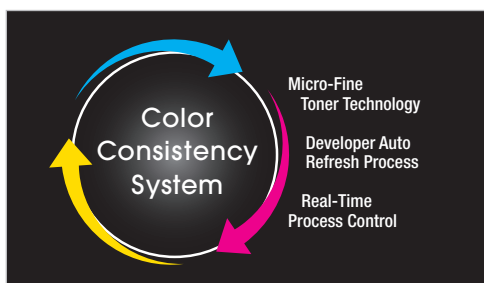 Color
Consistency
System
Micro-Fine
Toner Technology
Developer Auto
Refresh Process
Real-Time
Process Control